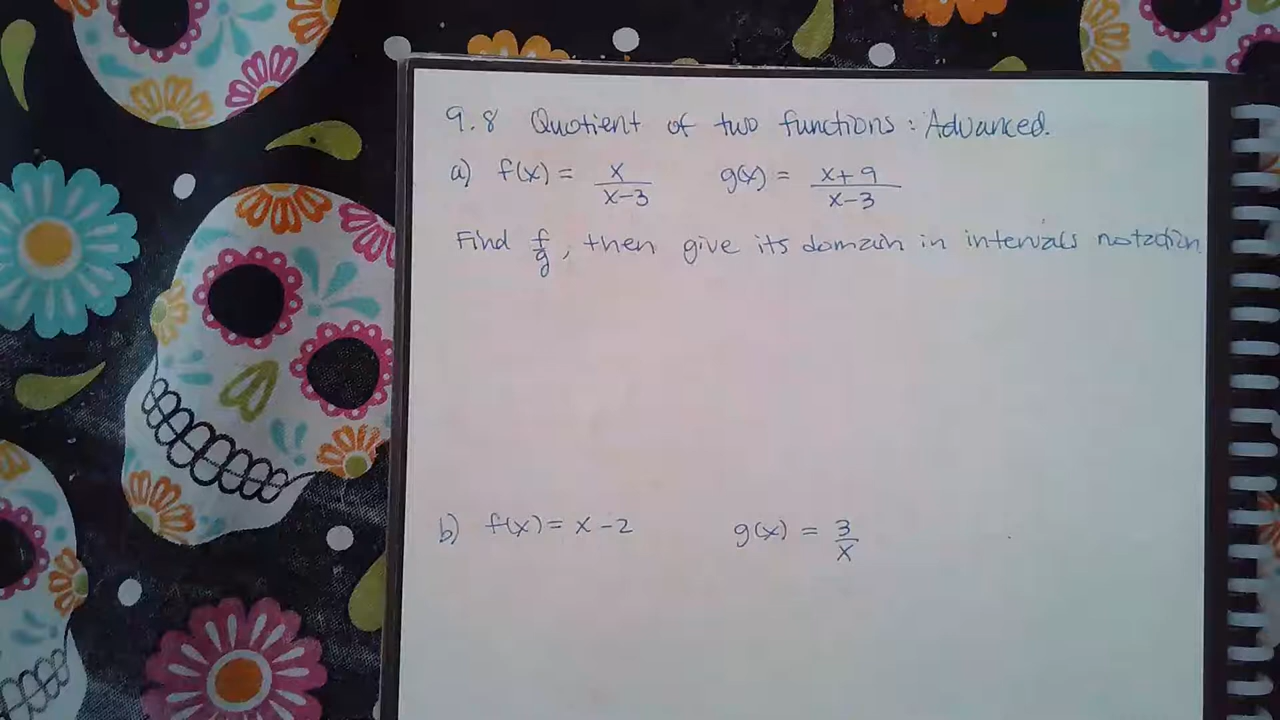 9.8 Quotient of two functions: Advanced.
a) f(x) = x/(x-3) g(x) = (x+9)/(x-3)
Find f/g, then give its domain in intervals notation
b) f(x) = x-2 g(x) = 3/x